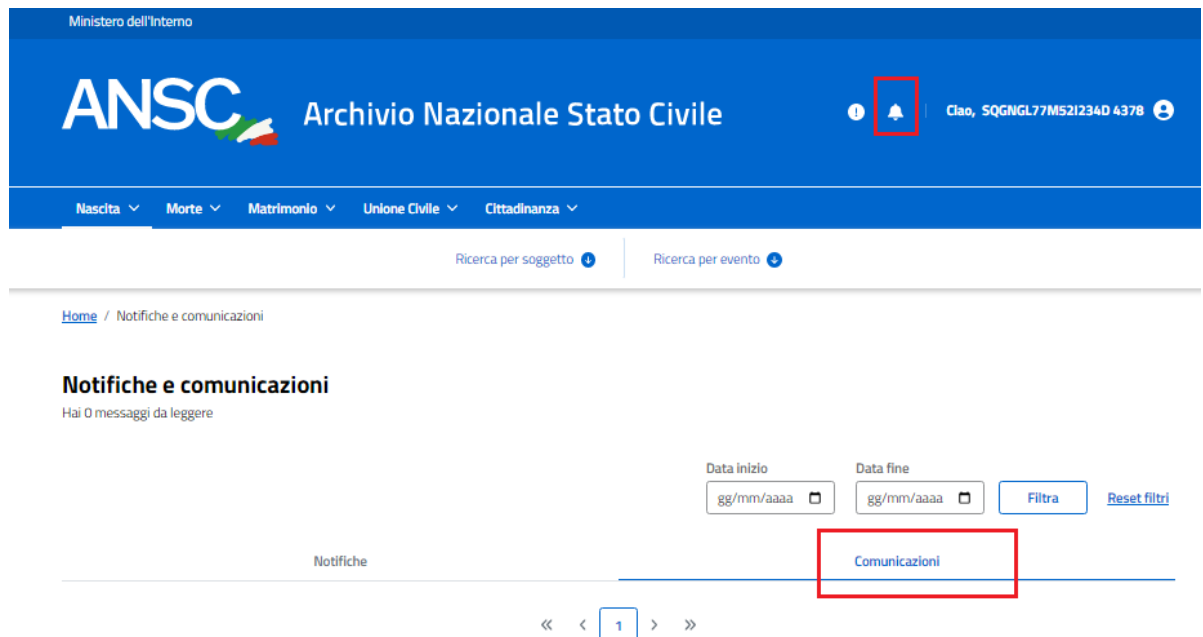 Ministero dell'Interno
ANSC Archivio Nazionale Stato Civile
Ciao, SQGNGL77M52I234D 4378
Nascita Morte Matrimonio Unione Civile Cittadinanza
Ricerca per soggetto Ricerca per evento
Home / Notifiche e comunicazioni
Notifiche e comunicazioni
Hai 0 messaggi da leggere
Data inizio Data fine
gg/mm/aaaa gg/mm/aaaa Filtra Reset filtri
Notifiche Comunicazioni
« < 1 > »